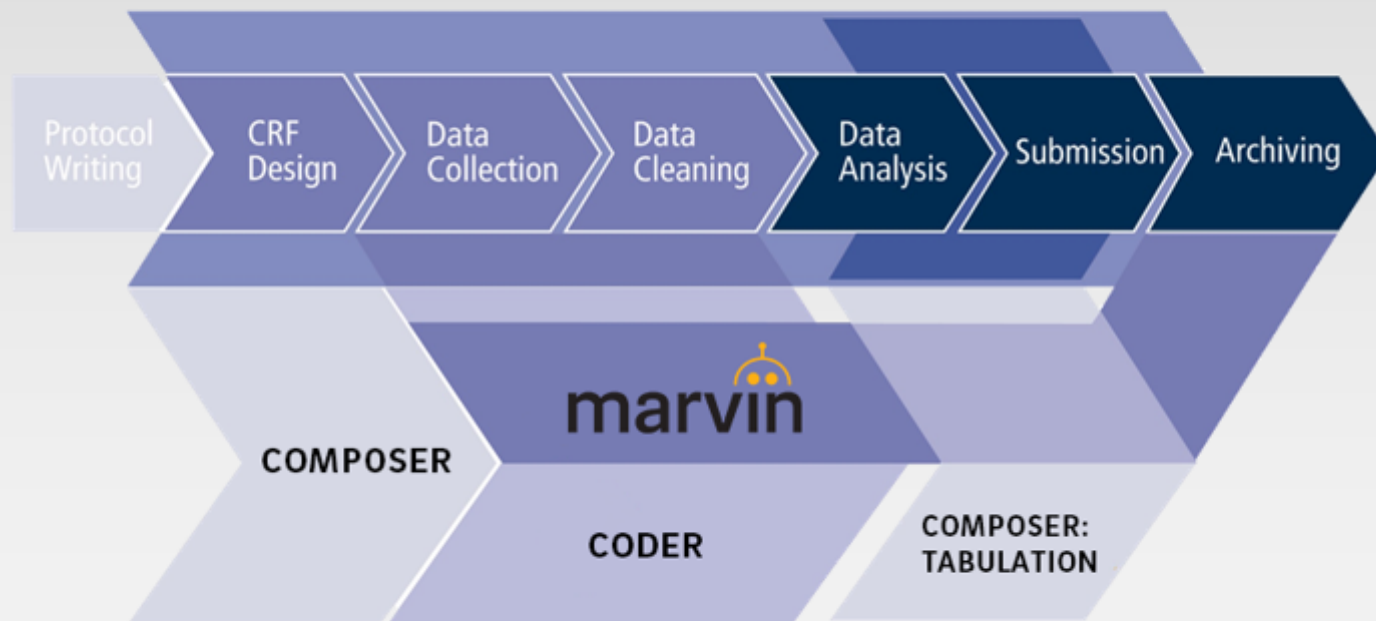 Protocol
Writing
CRF
Design
Data
Collection
Data
Cleaning
Data
Analysis
Submission
Archiving
marvin
COMPOSER
CODER
COMPOSER:
TABULATION